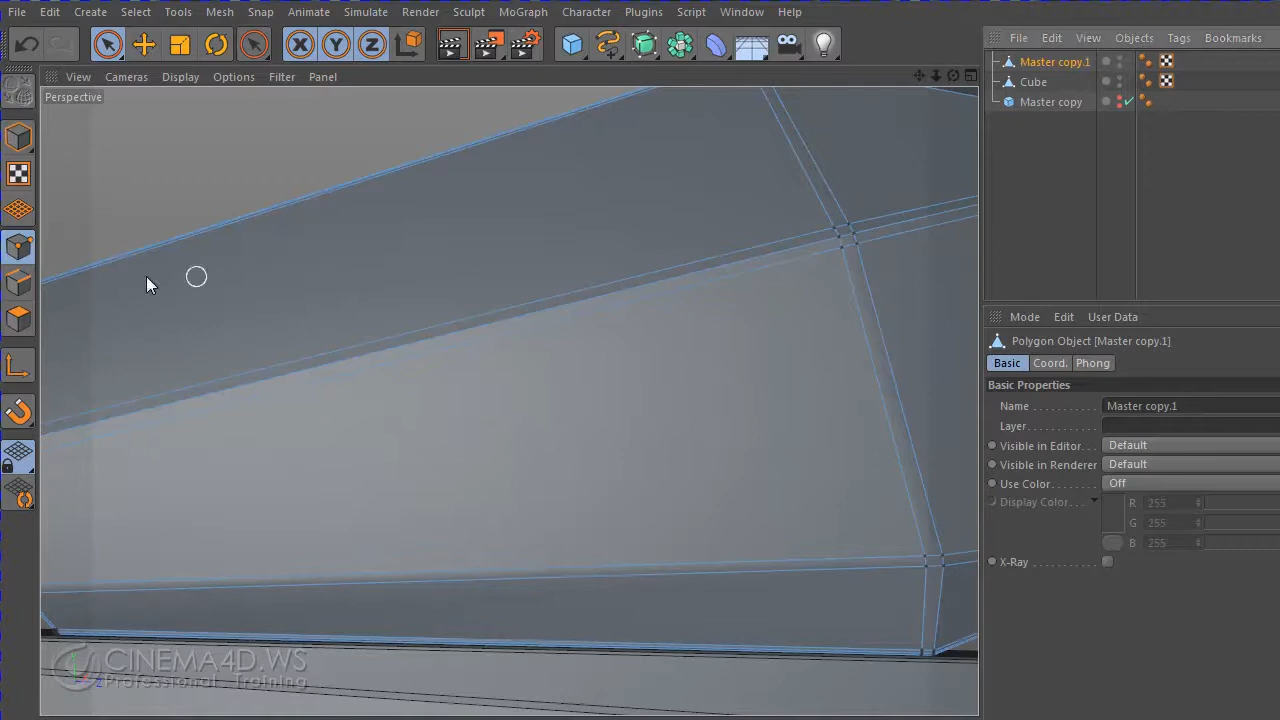 File Edit Create Select Tools Mesh Snap Animate Simulate Render Sculpt MoGraph Character Plugins Script Window Help
File Edit View Objects Tags Bookmarks
Master copy.1
Cube
Master copy
View Cameras Display Options Filter Panel
Perspective
Mode Edit User Data
Polygon Object [Master copy.1]
Basic Coord. Phong
Basic Properties
Name Master copy.1
Layer
Visible in Editor Default
Visible in Renderer Default
Use Color Off
Display Color R 255
G 255
B 255
X-Ray
CINEMA4D.WS
Professional Training